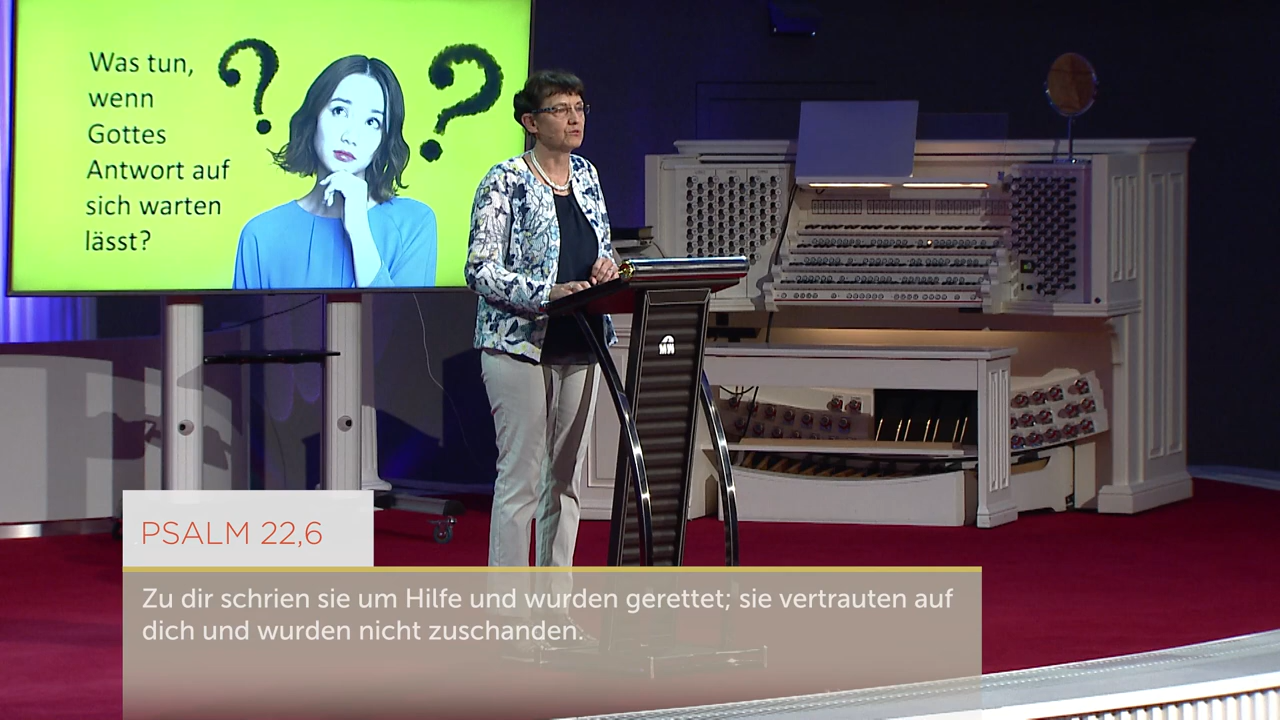 Was tun,
wenn
Gottes
Antwort auf
sich warten
lässt?
? ?
PSALM 22,6
Zu dir schrien sie um Hilfe und wurden gerettet; sie vertrauten auf
dich und wurden nicht zuschanden.